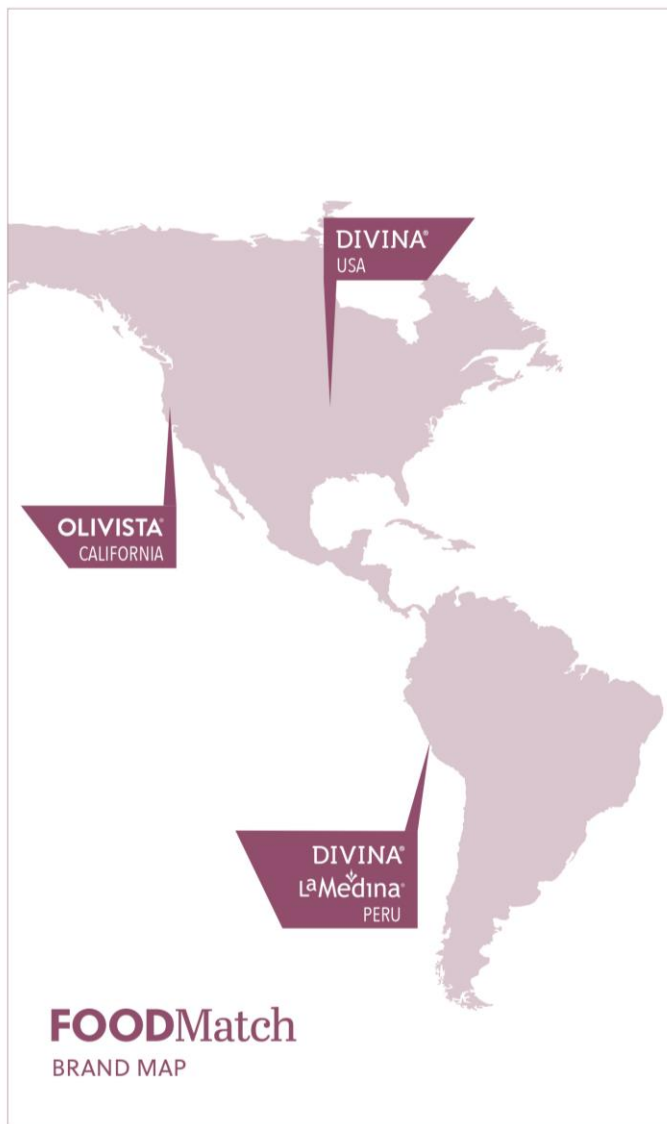 DIVINA®
USA
OLIVISTA®
CALIFORNIA
DIVINA®
LaMedina®
PERU
FOODMatch
BRAND MAP